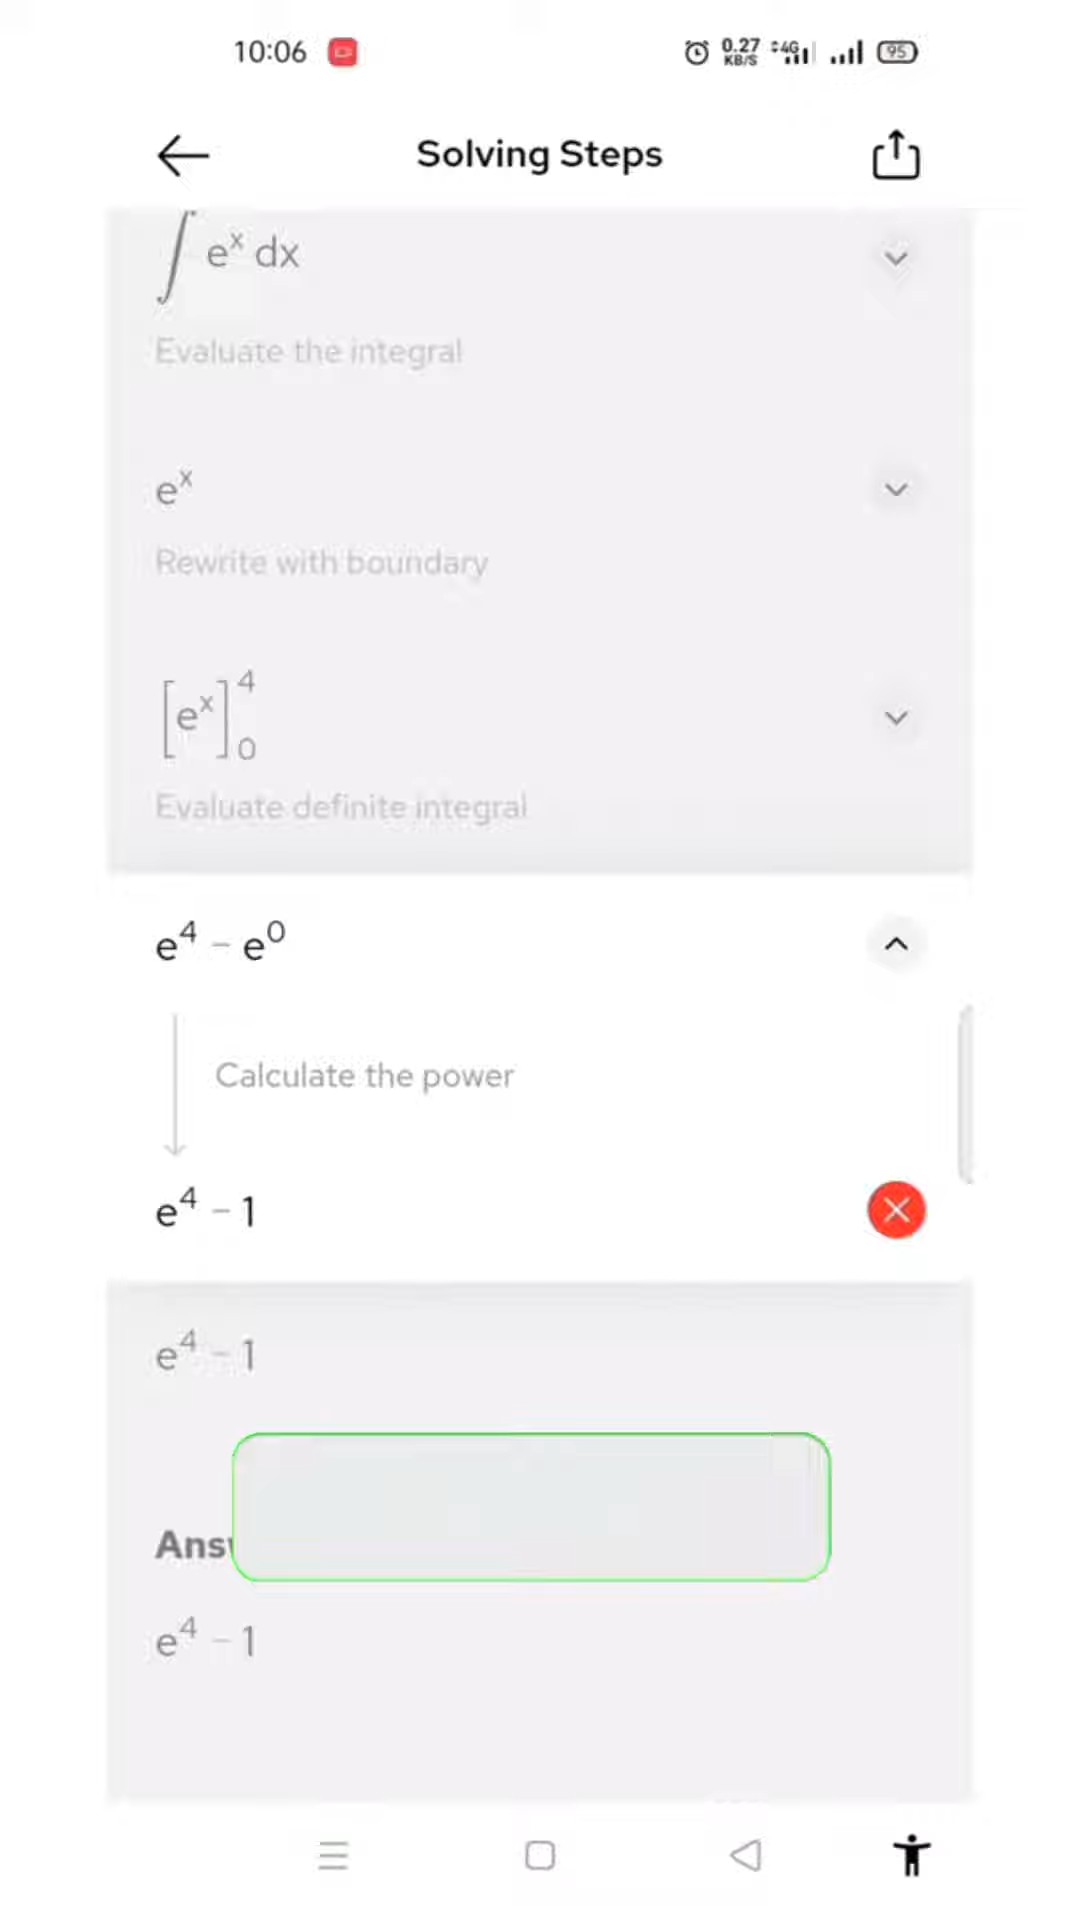 10:06 0.27 KB/S 4G 95
Solving Steps
∫ eˣ dx
Evaluate the integral
eˣ
Rewrite with boundary
[eˣ]⁴₀
Evaluate definite integral
e⁴ − e⁰
Calculate the power
e⁴ − 1
e⁴ − 1
e⁴ − 1